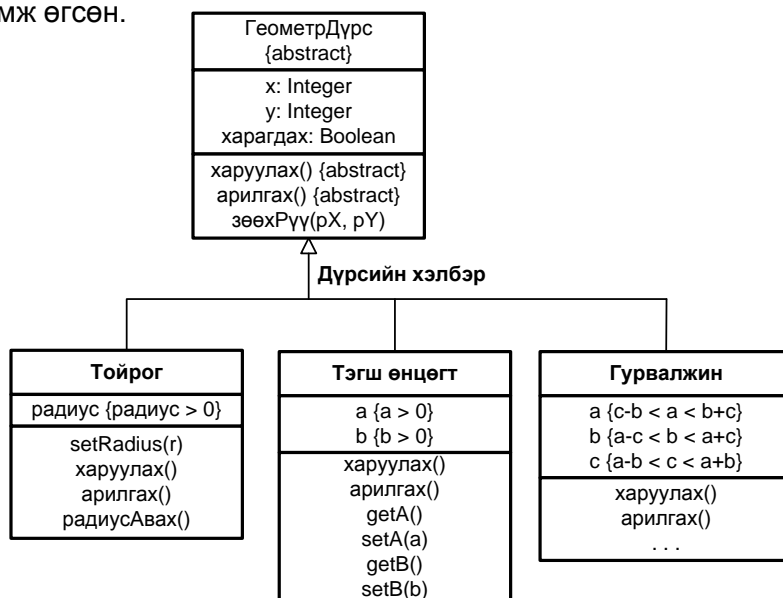 мж өгсөн.
ГеометрДүрс
{abstract}
x: Integer
y: Integer
харагдах: Boolean
харуулах() {abstract}
арилгах() {abstract}
зөөхРүү(pX, pY)
Дүрсийн хэлбэр
Тойрог
радиус {радиус > 0}
setRadius(r)
харуулах()
арилгах()
радиусАвах()
Тэгш өнцөгт
a {a > 0}
b {b > 0}
харуулах()
арилгах()
getA()
setA(a)
getB()
setB(b)
Гурвалжин
a {c-b < a < b+c}
b {a-c < b < a+c}
c {a-b < c < a+b}
харуулах()
арилгах()
. . .